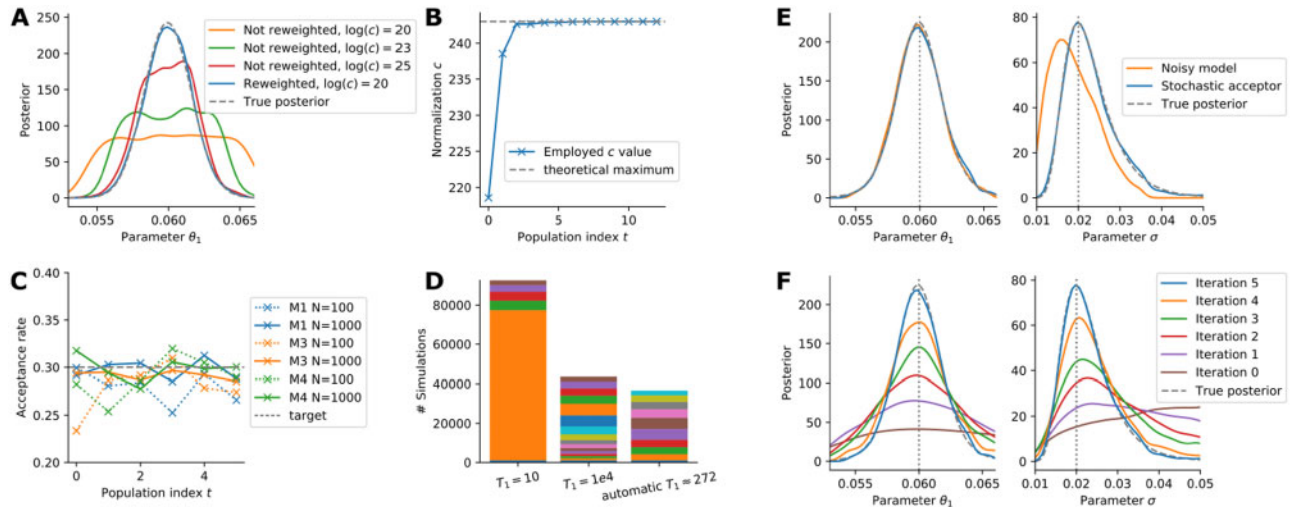 A
Posterior
250
200
150
100
50
0
0.055
0.060
0.065
Parameter θ₁
Not reweighted, log(c) = 20
Not reweighted, log(c) = 23
Not reweighted, log(c) = 25
Reweighted, log(c) = 20
True posterior
B
Normalization c
240
235
230
225
220
0
5
10
Population index t
Employed c value
theoretical maximum
E
Posterior
200
150
100
50
0
0.055
0.060
0.065
Parameter θ₁
80
60
40
20
0
0.01
0.02
0.03
0.04
0.05
Parameter σ
Noisy model
Stochastic acceptor
True posterior
C
Acceptance rate
0.40
0.35
0.30
0.25
0.20
0
2
4
Population index t
M1 N=100
M1 N=1000
M3 N=100
M3 N=1000
M4 N=100
M4 N=1000
target
D
# Simulations
80000
60000
40000
20000
0
T₁ = 10
T₁ = 1e4
automatic T₁ ≈ 272
F
Posterior
200
150
100
50
0
0.055
0.060
0.065
Parameter θ₁
80
60
40
20
0
0.01
0.02
0.03
0.04
0.05
Parameter σ
Iteration 5
Iteration 4
Iteration 3
Iteration 2
Iteration 1
Iteration 0
True posterior